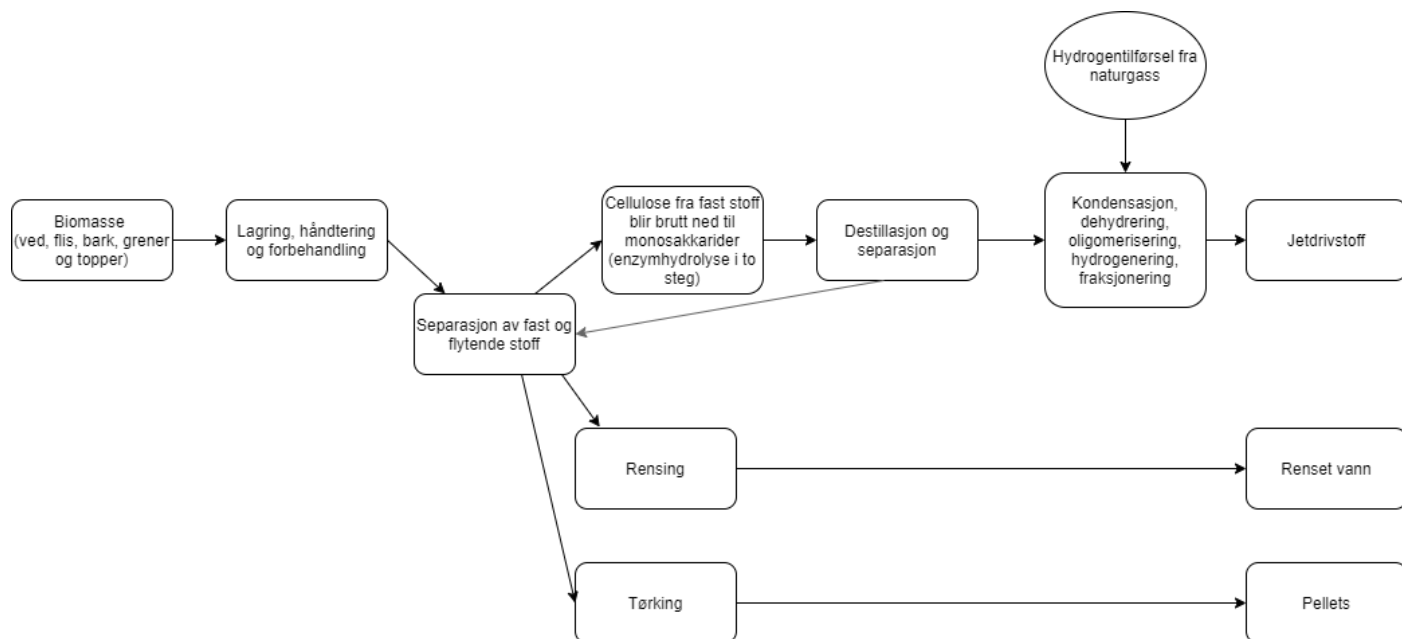 Hydrogentilførsel fra
naturgass
Biomasse
(ved, flis, bark, grener
og topper)
Lagring, håndtering
og forbehandling
Cellulose fra fast stoff
blir brutt ned til
monosakkarider
(enzymhydrolyse i to
steg)
Destillasjon og
separasjon
Kondensasjon,
dehydrering,
oligomerisering,
hydrogenering,
fraksjonering
Jetdrivstoff
Separasjon av fast og
flytende stoff
Rensing
Renset vann
Tørking
Pellets